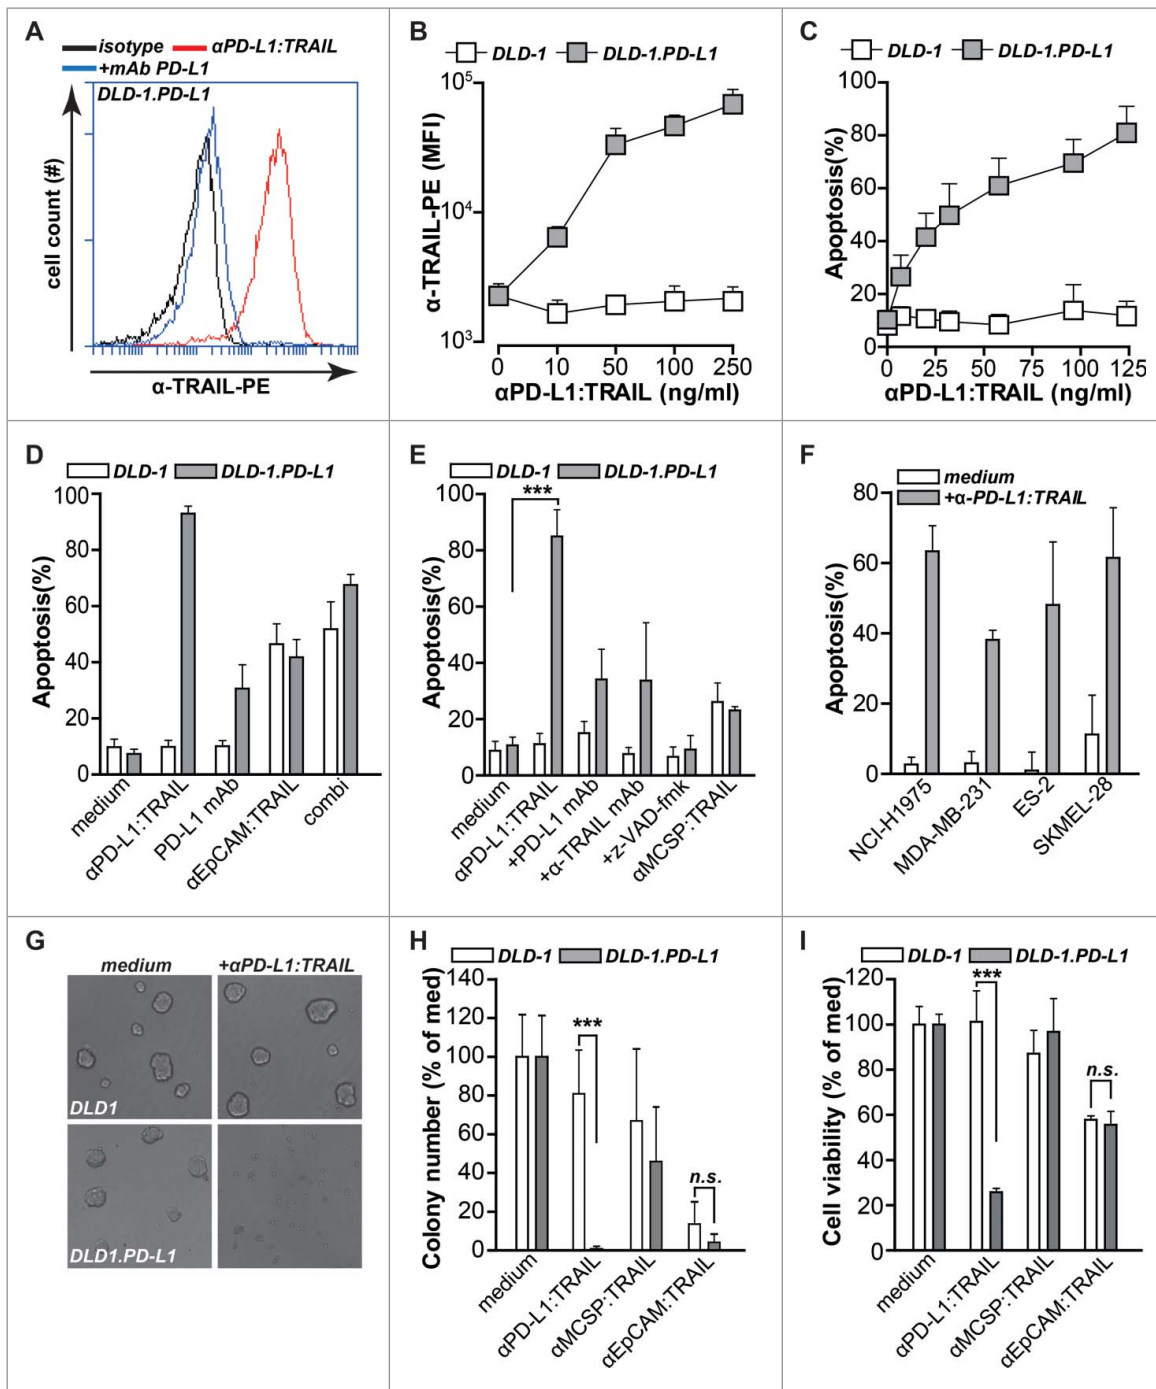 A
isotype αPD-L1:TRAIL
+mAb PD-L1
DLD-1.PD-L1
cell count (#)
α-TRAIL-PE
B
DLD-1 DLD-1.PD-L1
α-TRAIL-PE (MFI)
10^5
10^4
10^3
0 10 50 100 250
αPD-L1:TRAIL (ng/ml)
C
DLD-1 DLD-1.PD-L1
Apoptosis(%)
100
80
60
40
20
0
0 25 50 75 100 125
αPD-L1:TRAIL (ng/ml)
D
DLD-1 DLD-1.PD-L1
Apoptosis(%)
100
80
60
40
20
0
medium
αPD-L1:TRAIL
PD-L1 mAb
αEpCAM:TRAIL
combi
E
DLD-1 DLD-1.PD-L1
***
Apoptosis(%)
100
80
60
40
20
0
medium
αPD-L1:TRAIL
+PD-L1 mAb
+α-TRAIL mAb
+z-VAD-fmk
αMCSP:TRAIL
F
medium
+α-PD-L1:TRAIL
Apoptosis(%)
80
60
40
20
0
NCI-H1975
MDA-MB-231
ES-2
SKMEL-28
G
medium +αPD-L1:TRAIL
DLD1
DLD1.PD-L1
H
DLD-1 DLD-1.PD-L1
Colony number (% of med)
140
120
100
80
60
40
20
0
***
n.s.
medium
αPD-L1:TRAIL
αMCSP:TRAIL
αEpCAM:TRAIL
I
DLD-1 DLD-1.PD-L1
Cell viability (% of med)
120
100
80
60
40
20
0
***
n.s.
medium
αPD-L1:TRAIL
αMCSP:TRAIL
αEpCAM:TRAIL